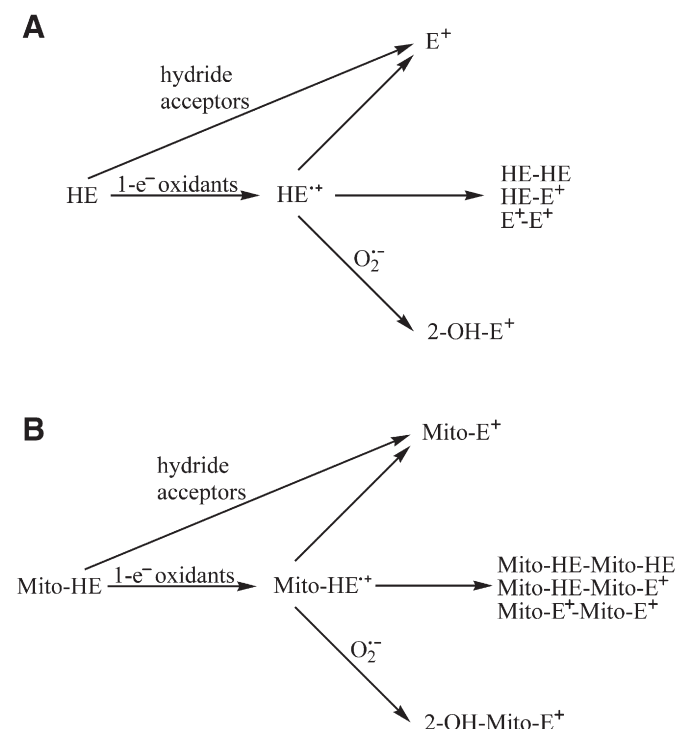 A
E⁺
hydride
acceptors
HE
1-e⁻ oxidants
HE•⁺
HE-HE
HE-E⁺
E⁺-E⁺
O₂•⁻
2-OH-E⁺
B
Mito-E⁺
hydride
acceptors
Mito-HE
1-e⁻ oxidants
Mito-HE•⁺
Mito-HE-Mito-HE
Mito-HE-Mito-E⁺
Mito-E⁺-Mito-E⁺
O₂•⁻
2-OH-Mito-E⁺